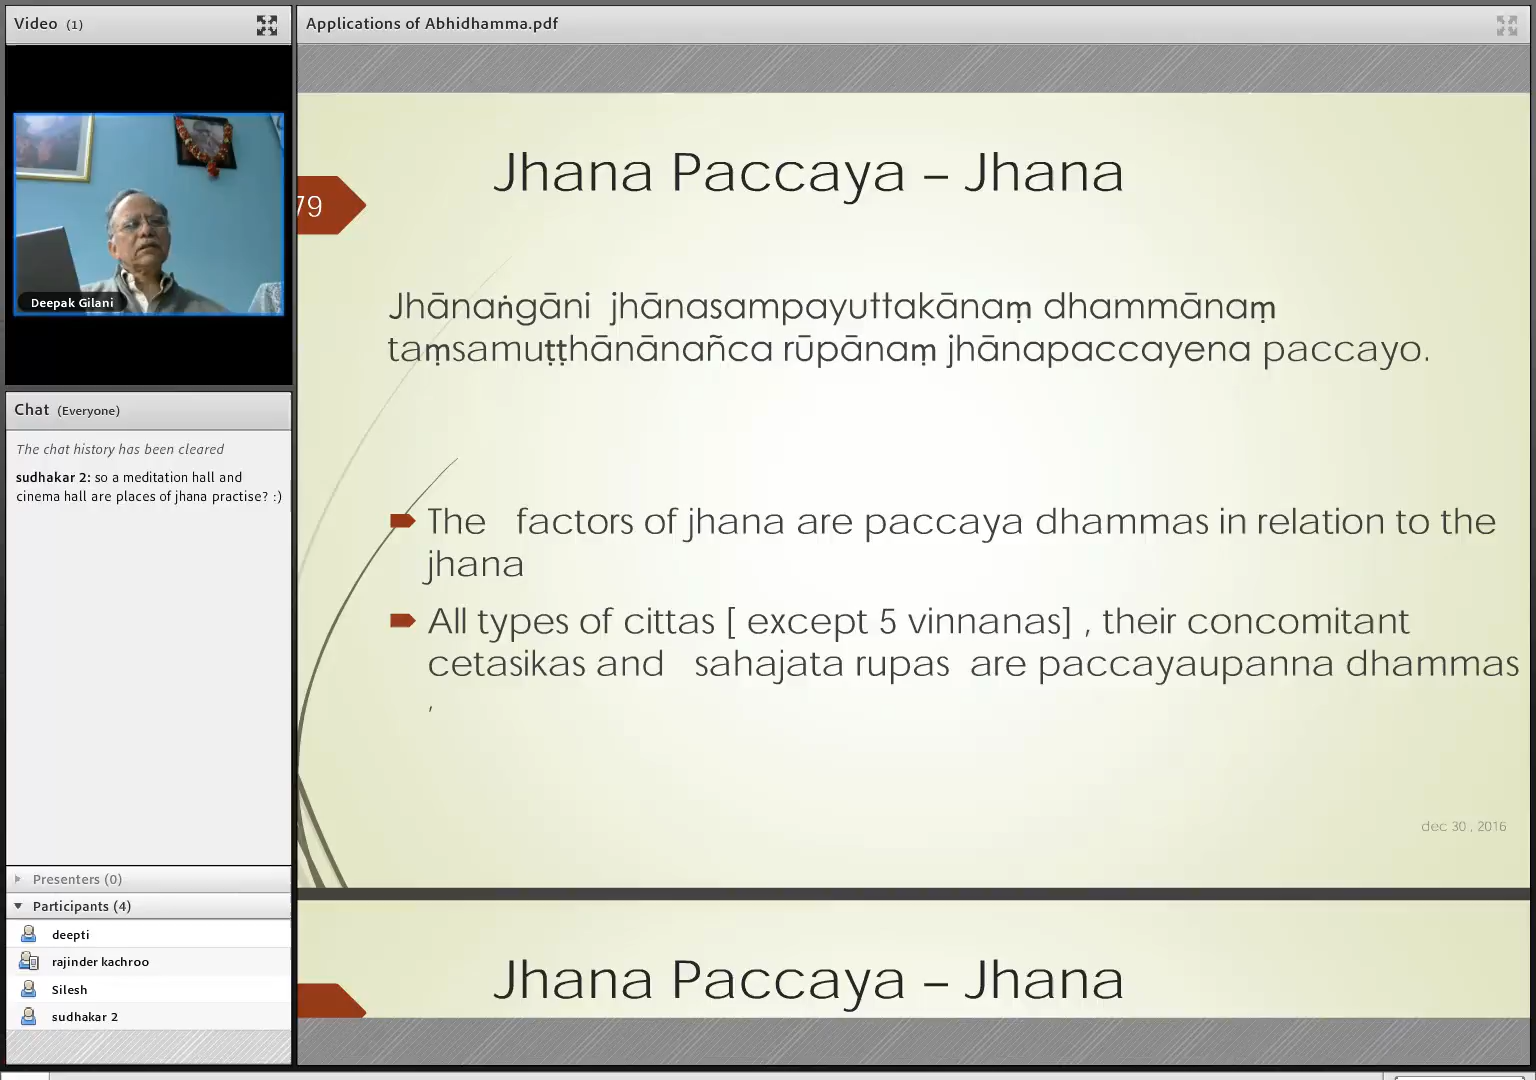 Video (1)
Deepak Gilani
Chat (Everyone)
The chat history has been cleared
sudhakar 2: so a meditation hall and
cinema hall are places of jhana practise? :)
Presenters (0)
Participants (4)
deepti
rajinder kachroo
Silesh
sudhakar 2
Applications of Abhidhamma.pdf
79
Jhana Paccaya – Jhana
Jhānaṅgāni jhānasampayuttakānaṃ dhammānaṃ
taṃsamuṭṭhānānañca rūpānaṃ jhānapaccayena paccayo.
The factors of jhana are paccaya dhammas in relation to the
jhana
All types of cittas [ except 5 vinnanas] , their concomitant
cetasikas and sahajata rupas are paccayaupanna dhammas
,
dec 30 , 2016
Jhana Paccaya – Jhana